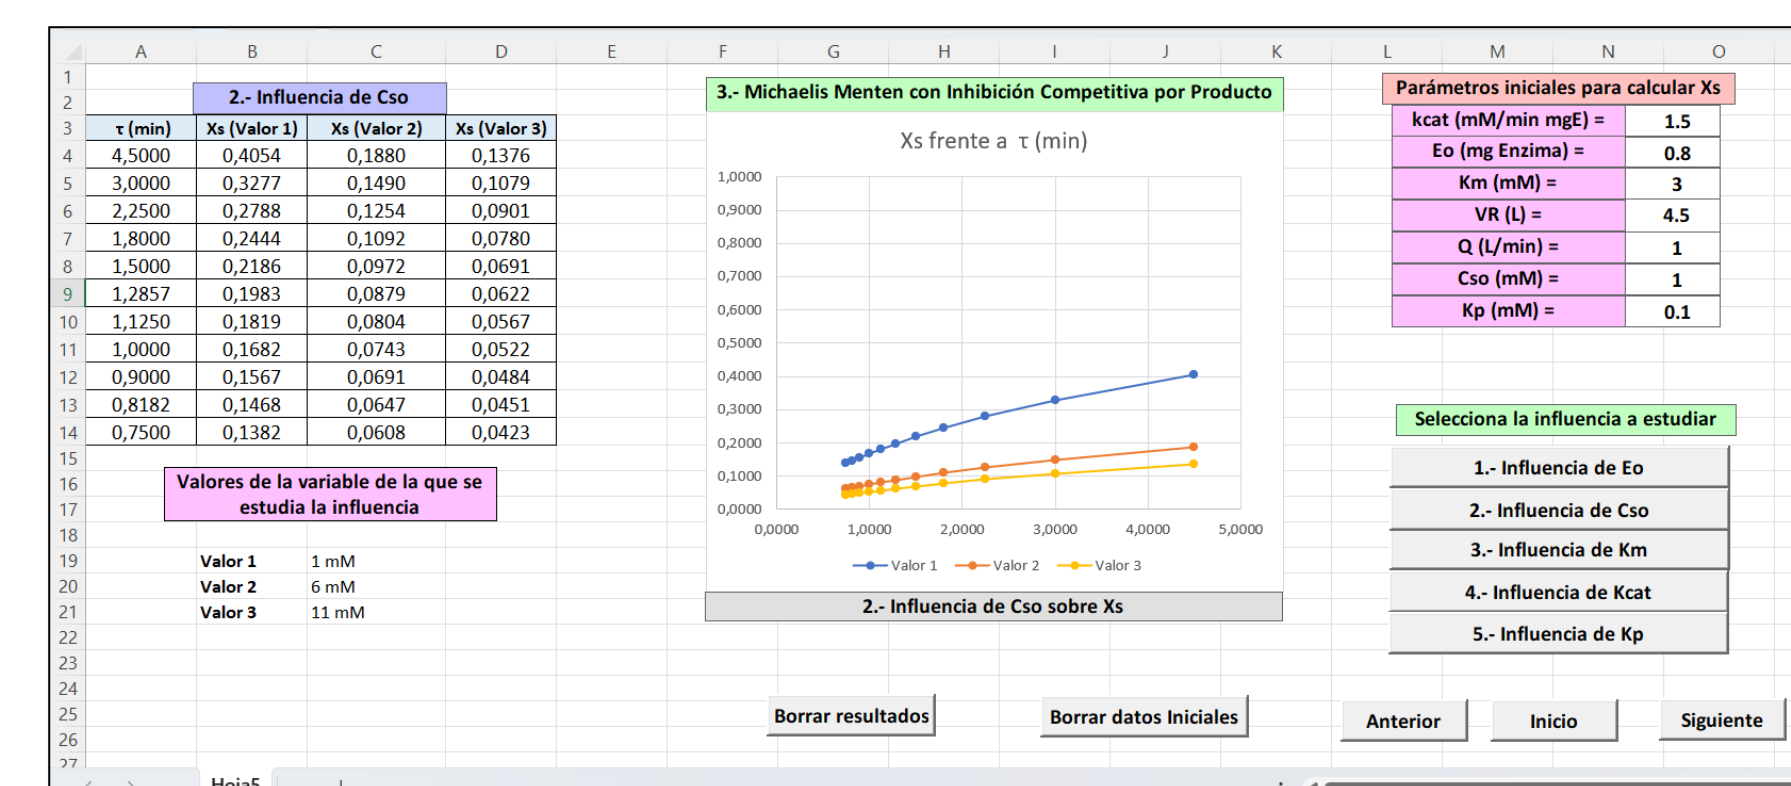 A B C D E F G H I J K L M N O
1
2 2.- Influencia de Cso
3 τ (min) Xs (Valor 1) Xs (Valor 2) Xs (Valor 3)
4 4,5000 0,4054 0,1880 0,1376
5 3,0000 0,3277 0,1490 0,1079
6 2,2500 0,2788 0,1254 0,0901
7 1,8000 0,2444 0,1092 0,0780
8 1,5000 0,2186 0,0972 0,0691
9 1,2857 0,1983 0,0879 0,0622
10 1,1250 0,1819 0,0804 0,0567
11 1,0000 0,1682 0,0743 0,0522
12 0,9000 0,1567 0,0691 0,0484
13 0,8182 0,1468 0,0647 0,0451
14 0,7500 0,1382 0,0608 0,0423
15
16 Valores de la variable de la que se
17 estudia la influencia
18
19 Valor 1 1 mM
20 Valor 2 6 mM
21 Valor 3 11 mM
22
23
24
25
26
27
3.- Michaelis Menten con Inhibición Competitiva por Producto
Xs frente a τ (min)
1,0000
0,9000
0,8000
0,7000
0,6000
0,5000
0,4000
0,3000
0,2000
0,1000
0,0000
0,0000 1,0000 2,0000 3,0000 4,0000 5,0000
Valor 1 Valor 2 Valor 3
2.- Influencia de Cso sobre Xs
Borrar resultados Borrar datos Iniciales
Parámetros iniciales para calcular Xs
kcat (mM/min mgE) = 1.5
Eo (mg Enzima) = 0.8
Km (mM) = 3
VR (L) = 4.5
Q (L/min) = 1
Cso (mM) = 1
Kp (mM) = 0.1
Selecciona la influencia a estudiar
1.- Influencia de Eo
2.- Influencia de Cso
3.- Influencia de Km
4.- Influencia de Kcat
5.- Influencia de Kp
Anterior Inicio Siguiente
Hoja5